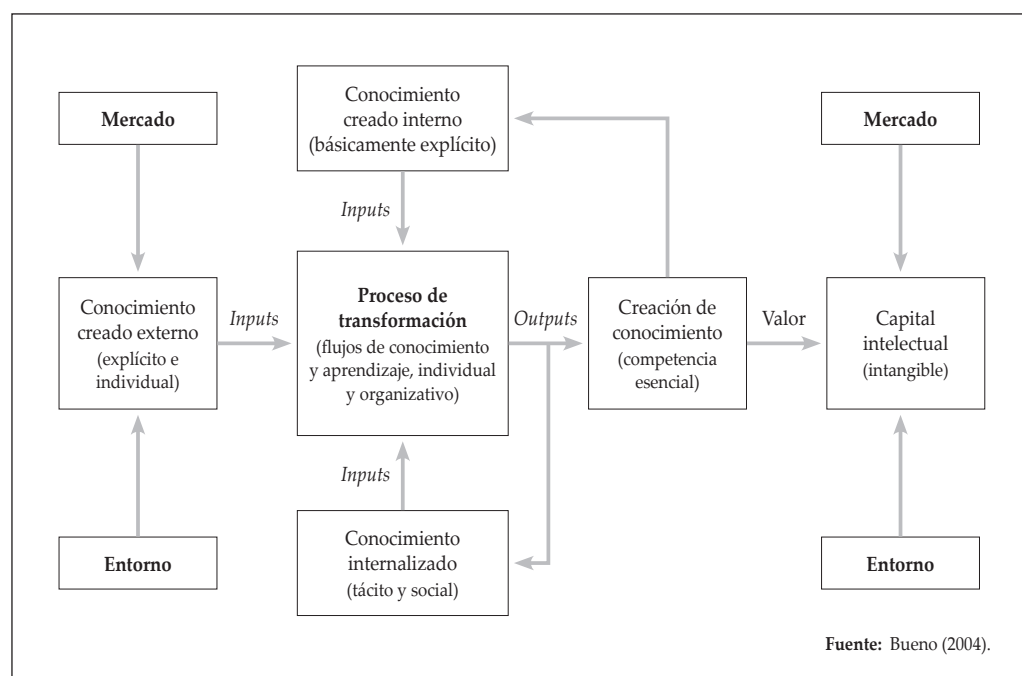 Mercado
Conocimiento
creado interno
(básicamente explícito)
Mercado
Inputs
Conocimiento
creado externo
(explícito e
individual)
Inputs
Proceso de
transformación
(flujos de conocimiento
y aprendizaje, individual
y organizativo)
Outputs
Creación de
conocimiento
(competencia
esencial)
Valor
Capital
intelectual
(intangible)
Inputs
Entorno
Conocimiento
internalizado
(tácito y social)
Entorno
Fuente: Bueno (2004).